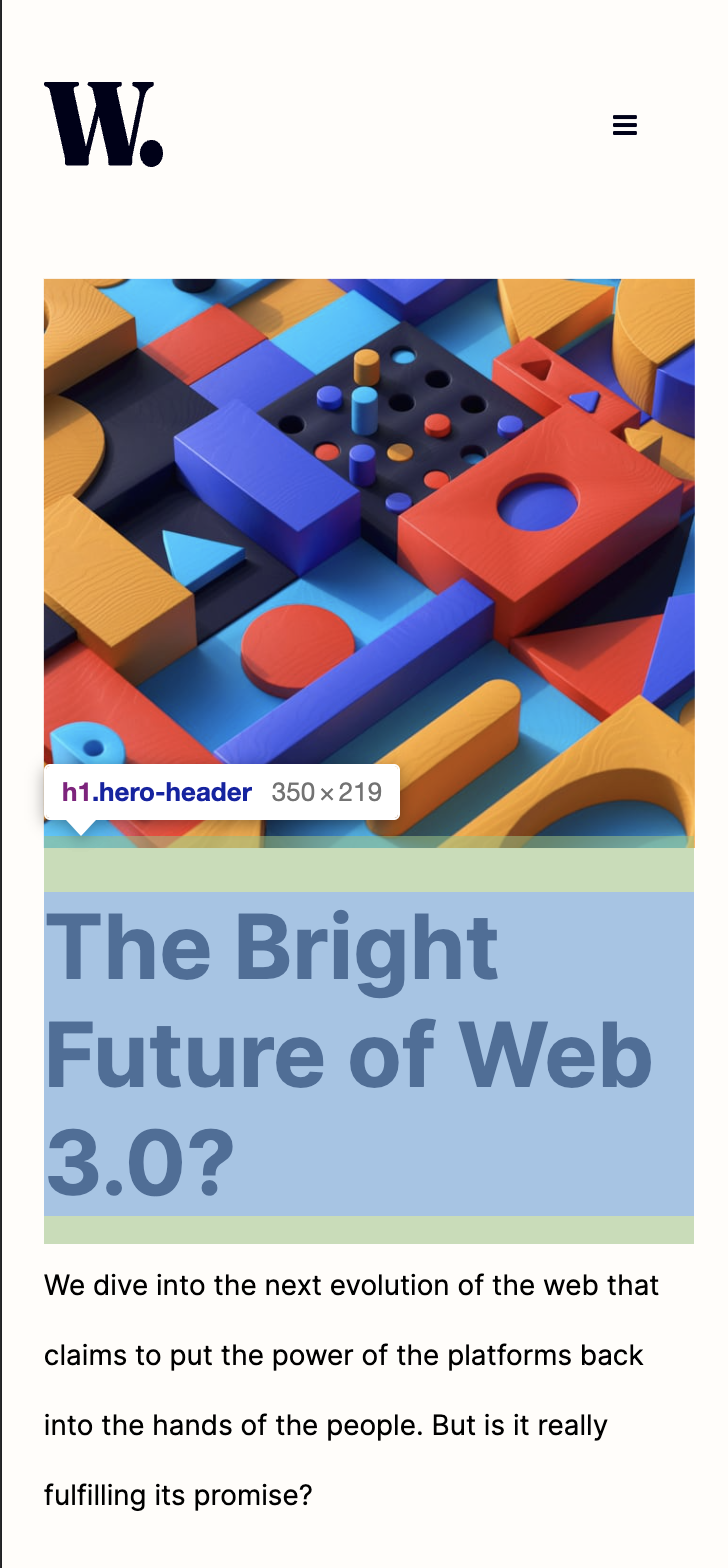 W.
h1.hero-header 350×219
The Bright
Future of Web
3.0?
We dive into the next evolution of the web that
claims to put the power of the platforms back
into the hands of the people. But is it really
fulfilling its promise?